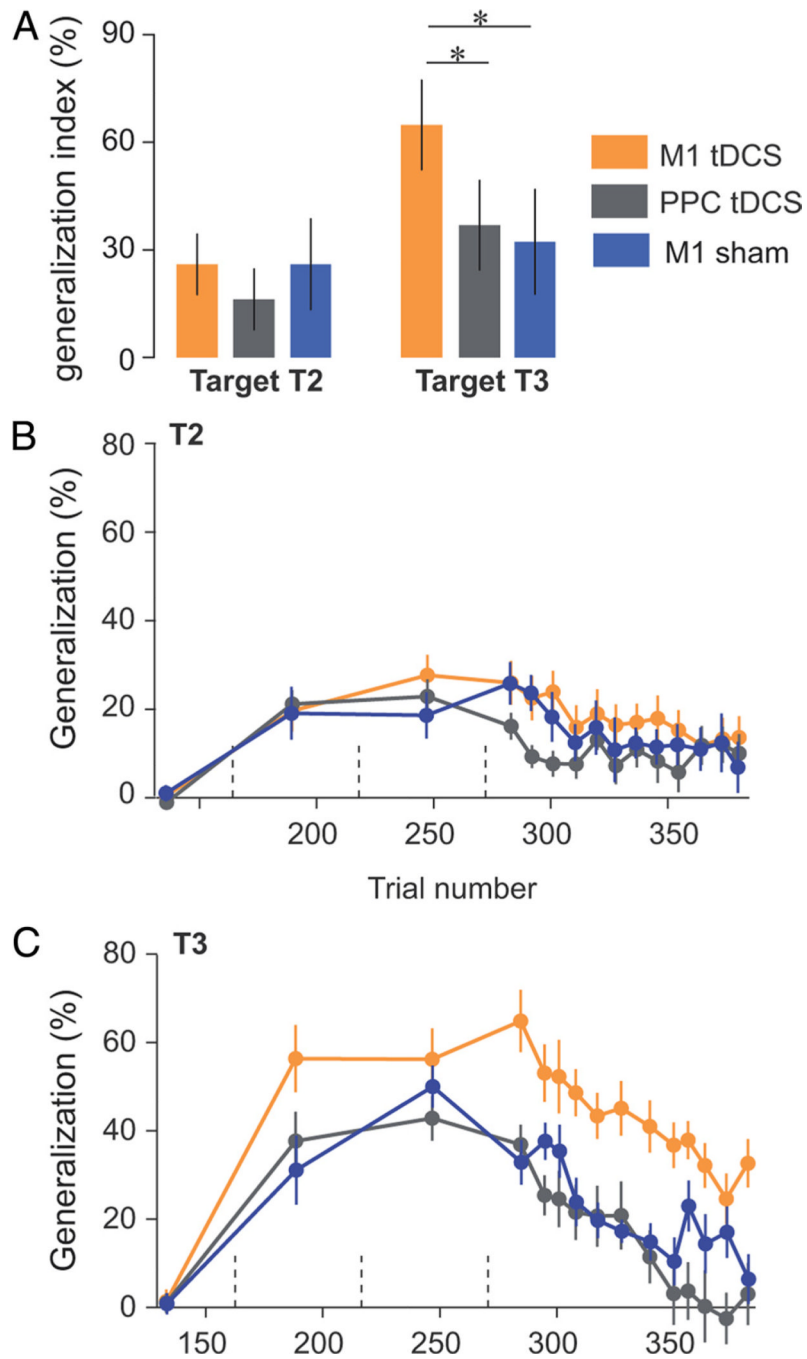 A
90
60
30
0
generalization index (%)
*
*
M1 tDCS
PPC tDCS
M1 sham
Target T2 Target T3
B
T2
80
60
40
20
0
Generalization (%)
200 250 300 350
Trial number
C
T3
80
60
40
20
0
Generalization (%)
150 200 250 300 350